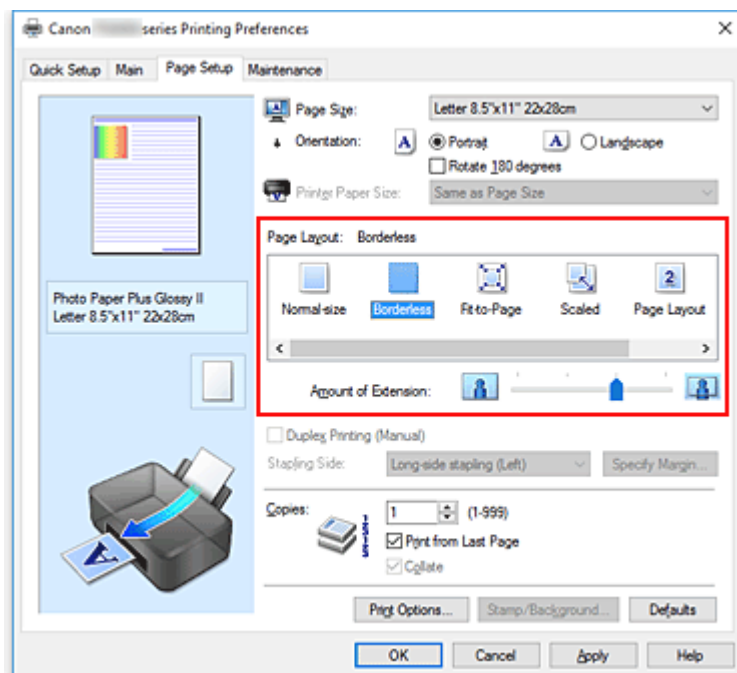 Canon series Printing Preferences
Quick Setup Main Page Setup Maintenance
Page Size: Letter 8.5"x11" 22x28cm
Orientation: A Portrait A Landscape
Rotate 180 degrees
Printer Paper Size: Same as Page Size
Page Layout: Borderless
2
Normal-size Borderless Fit-to-Page Scaled Page Layout
Amount of Extension:
Photo Paper Plus Glossy II
Letter 8.5"x11" 22x28cm
Duplex Printing (Manual)
Stapling Side: Long-side stapling (Left) Specify Margin...
Copies: 1 (1-999)
Print from Last Page
Collate
A
Print Options... Stamp/Background... Defaults
OK Cancel Apply Help